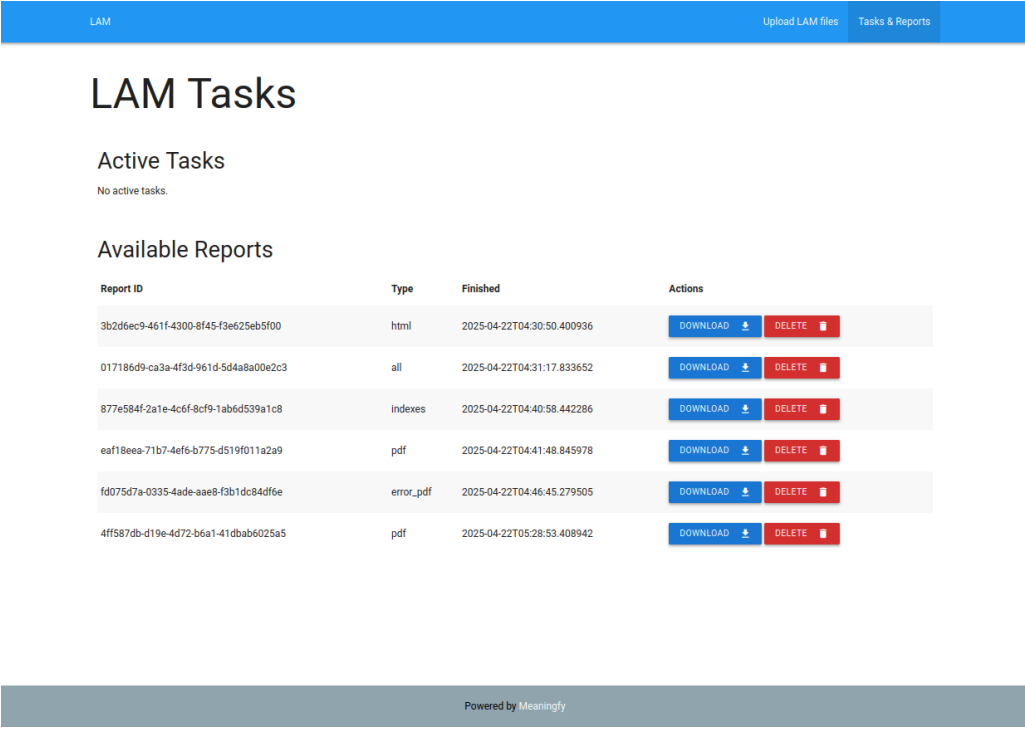 LAM Upload LAM files Tasks & Reports
LAM Tasks
Active Tasks
No active tasks.
Available Reports
Report ID Type Finished Actions
3b2d6ec9-461f-4300-8f45-f3e625eb5f00 html 2025-04-22T04:30:50.400936 DOWNLOAD DELETE
017186d9-ca3a-4f3d-961d-5d4a8a00e2c3 all 2025-04-22T04:31:17.833652 DOWNLOAD DELETE
877e584f-2a1e-4c6f-8cf9-1ab6d539a1c8 indexes 2025-04-22T04:40:58.442286 DOWNLOAD DELETE
eaf18eea-71b7-4ef6-b775-d519f011a2a9 pdf 2025-04-22T04:41:48.845978 DOWNLOAD DELETE
fd075d7a-0335-4ade-aae8-f3b1dc84df6e error_pdf 2025-04-22T04:46:45.279505 DOWNLOAD DELETE
4ff587db-d19e-4d72-b6a1-41dbab6025a5 pdf 2025-04-22T05:28:53.408942 DOWNLOAD DELETE
Powered by Meaningfy